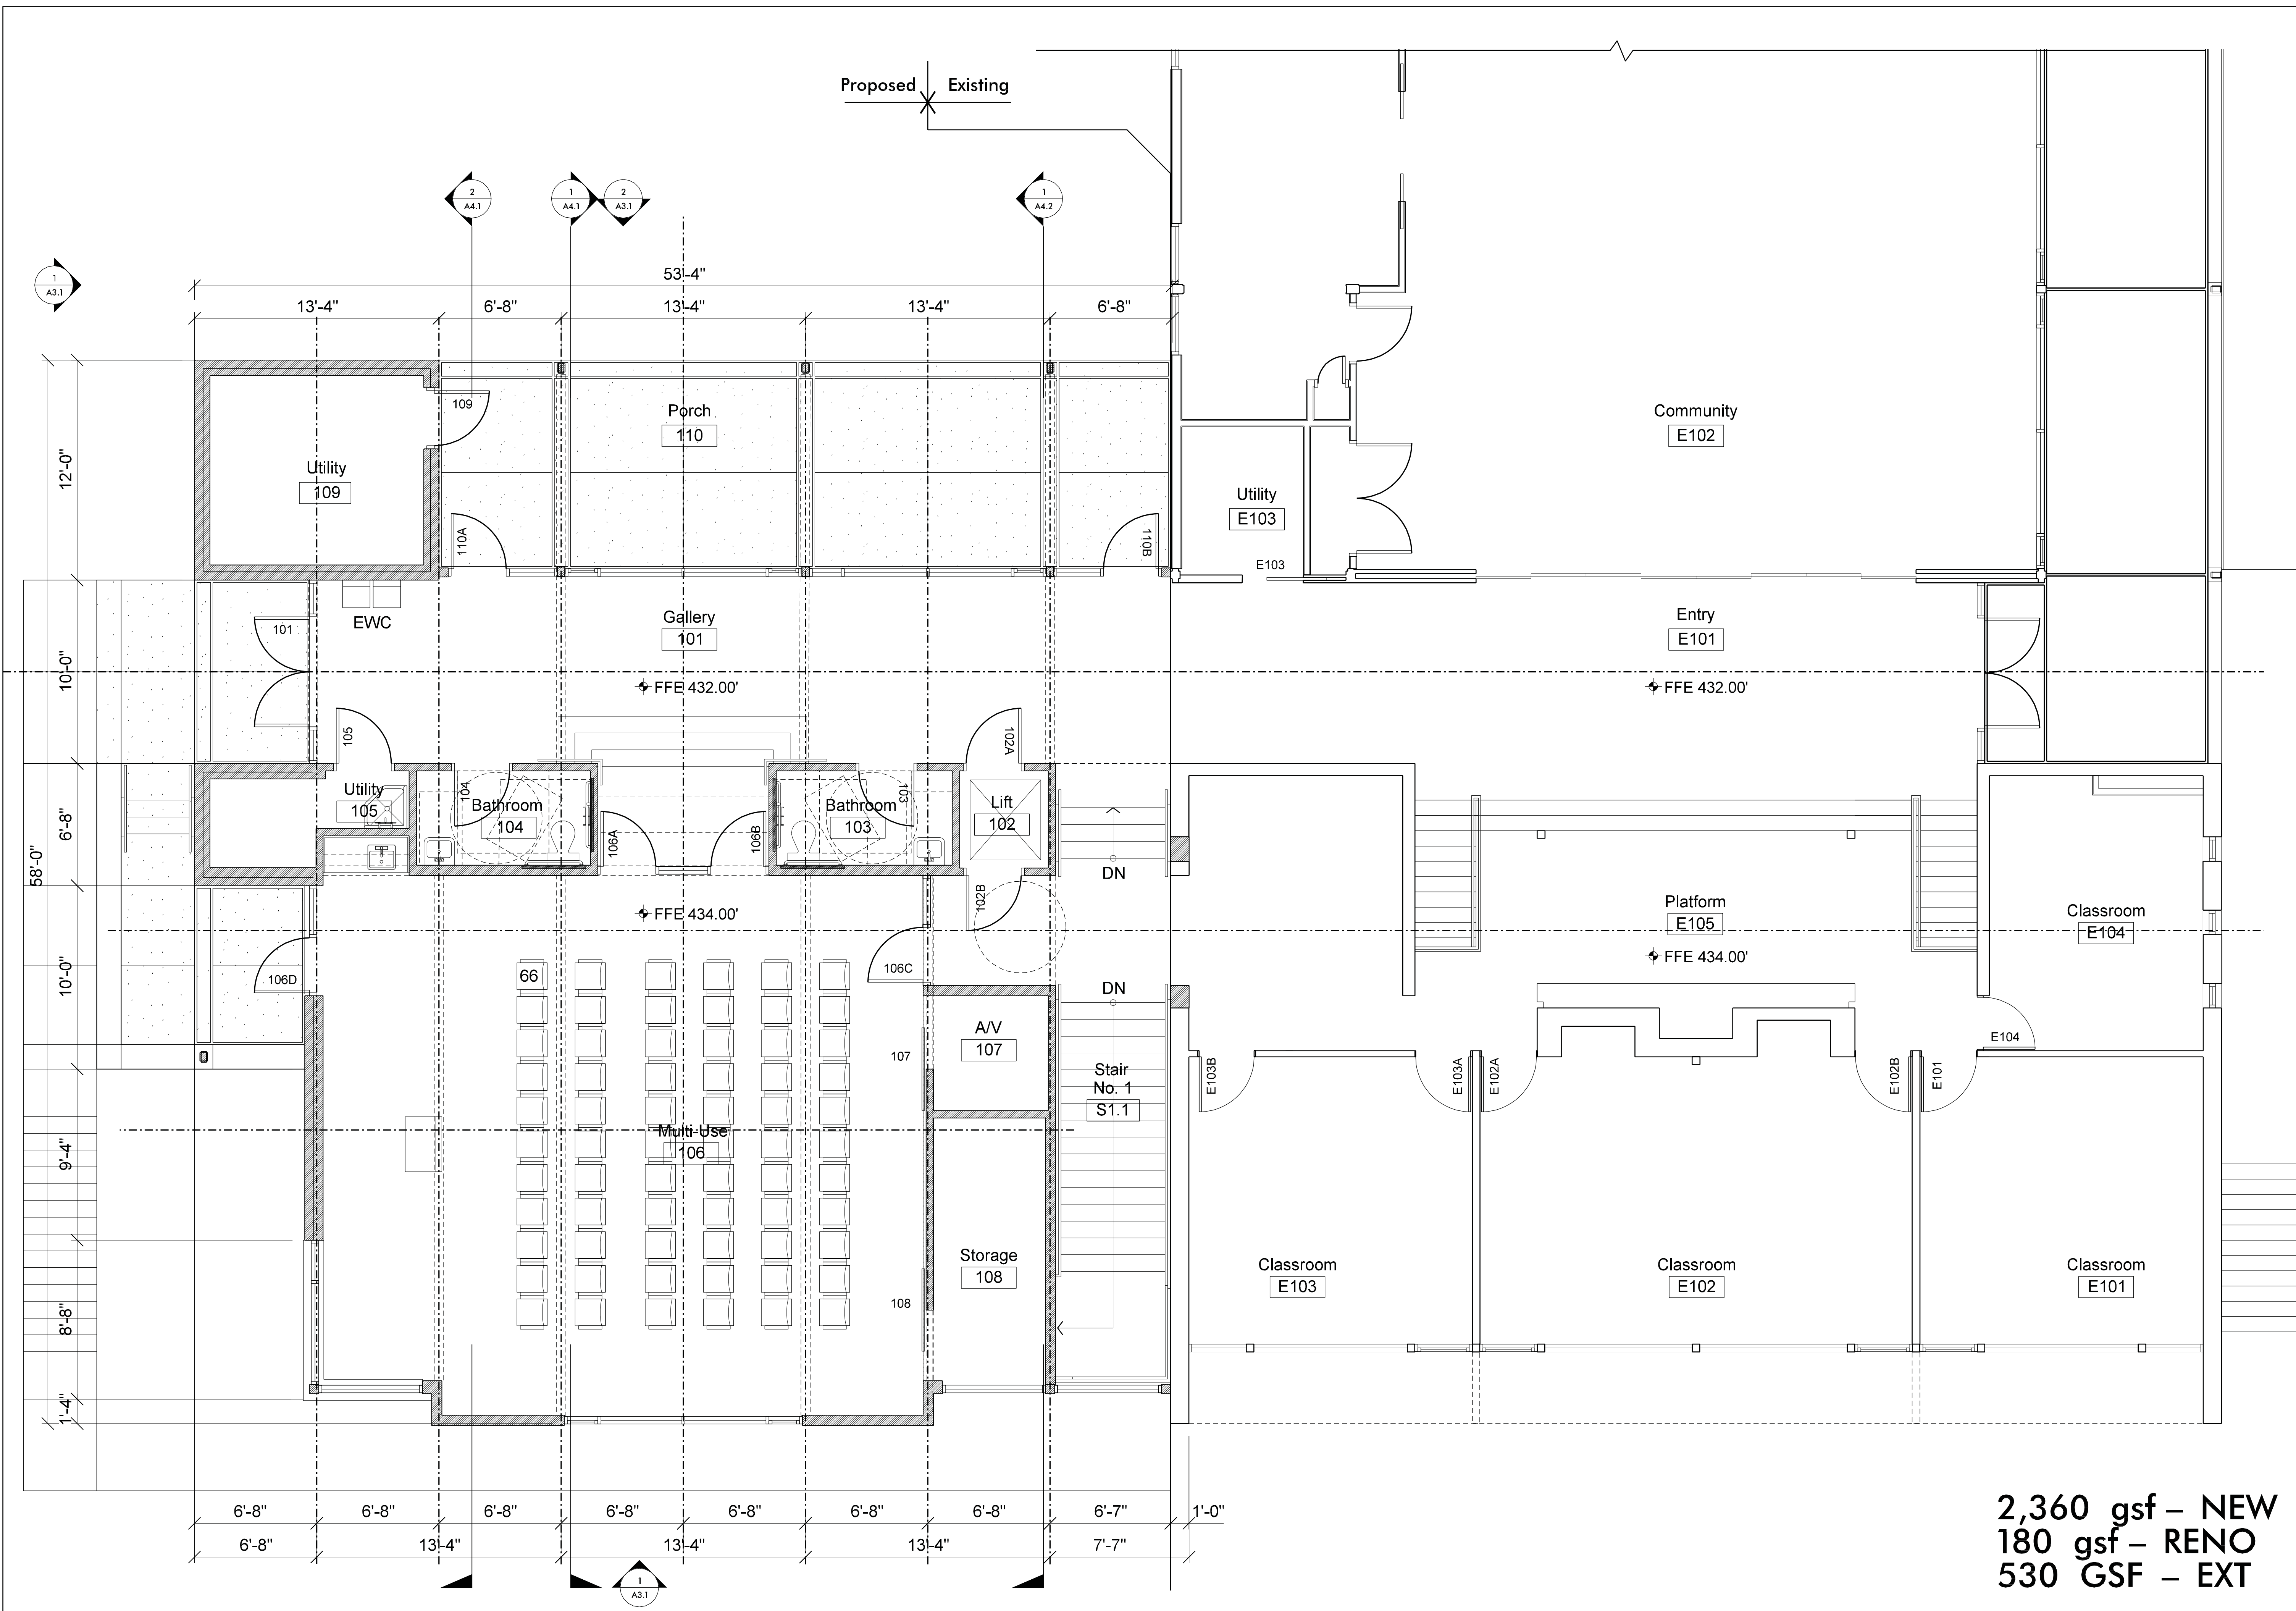 Proposed Existing
2
A4.1
1
A4.1
2
A3.1
1
A4.2
1
A3.1
53'-4"
13'-4" 6'-8" 13'-4" 13'-4" 6'-8"
109
Porch
110
Community
E102
Utility
109
12'-0"
Utility
E103
110A
110B
E103
101
EWC
Gallery
101
Entry
E101
10'-0"
FFE 432.00'
FFE 432.00'
105
102A
Utility
105
104
Bathroom
104
Bathroom
103
103
Lift
102
6'-8"
106A
106B
58'-0"
DN
102B
FFE 434.00'
Platform
E105
Classroom
E104
FFE 434.00'
10'-0"
106D
66
106C
DN
A/V
107
107
E104
Stair
No. 1
S1.1
E103B
E103A
E102A
E102B
E101
Multi-Use
106
9'-4"
Storage
108
Classroom
E103
Classroom
E102
Classroom
E101
108
8'-8"
1'-4"
6'-8" 6'-8" 6'-8" 6'-8" 6'-8" 6'-8" 6'-8" 6'-7" 1'-0"
6'-8" 13'-4" 13'-4" 13'-4" 7'-7"
1
A3.1
2,360 gsf – NEW
180 gsf – RENO
530 GSF – EXT